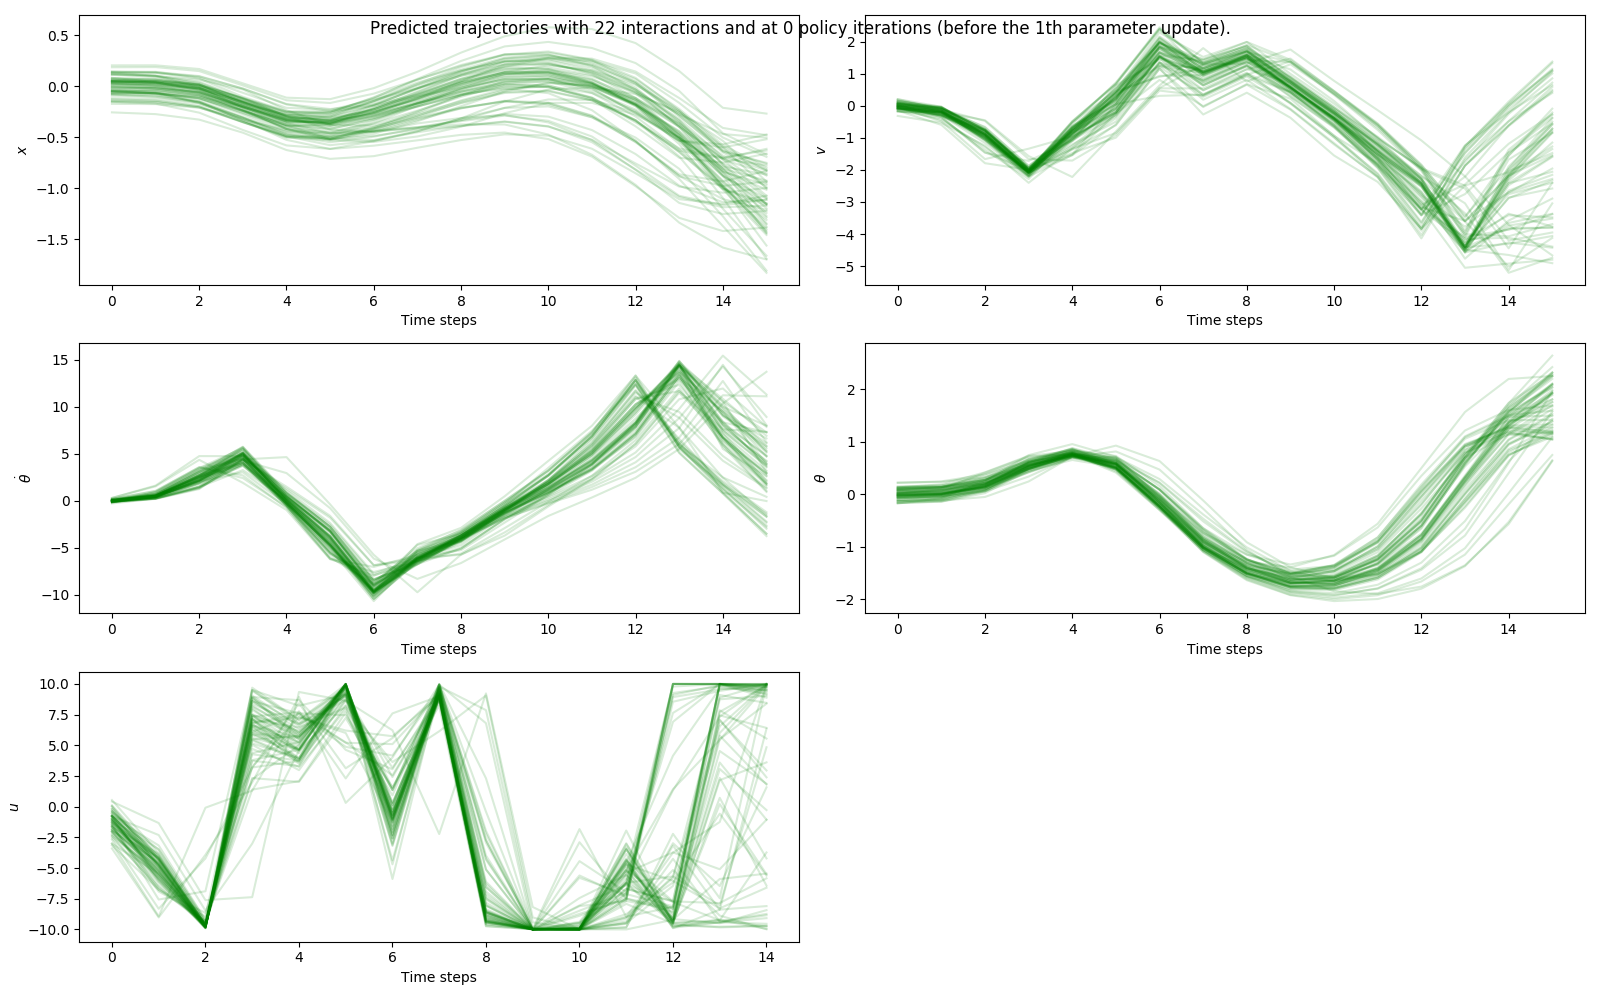 Predicted trajectories with 22 interactions and at 0 policy iterations (before the 1th parameter update).
0.5
0.0
−0.5
−1.0
−1.5
x
0 2 4 6 8 10 12 14
Time steps
2
1
0
−1
−2
−3
−4
−5
v
0 2 4 6 8 10 12 14
Time steps
15
10
5
0
−5
−10
θ̇
0 2 4 6 8 10 12 14
Time steps
2
1
0
−1
−2
θ
0 2 4 6 8 10 12 14
Time steps
10.0
7.5
5.0
2.5
0.0
−2.5
−5.0
−7.5
−10.0
u
0 2 4 6 8 10 12 14
Time steps